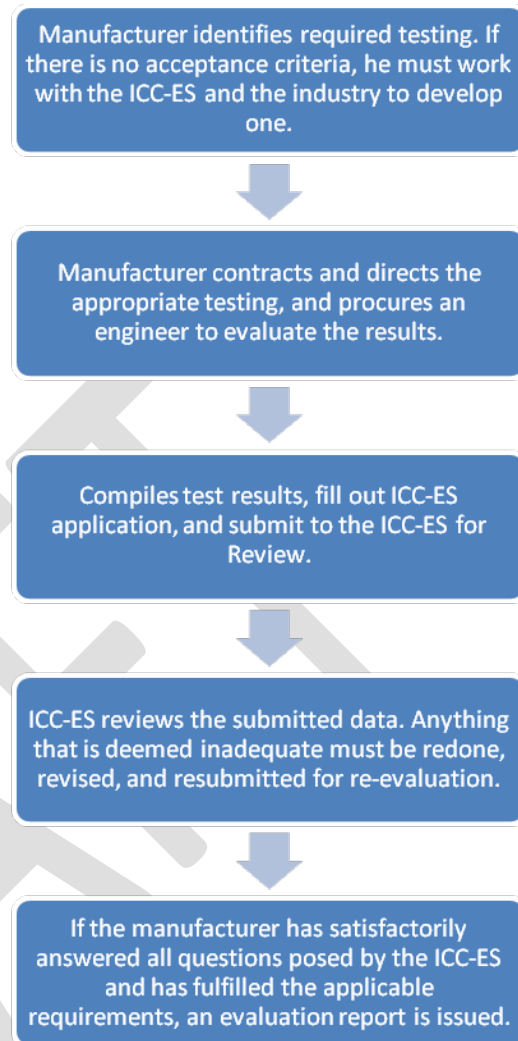 Manufacturer identifies required testing. If
there is no acceptance criteria, he must work
with the ICC-ES and the industry to develop
one.
Manufacturer contracts and directs the
appropriate testing, and procures an
engineer to evaluate the results.
Compiles test results, fill out ICC-ES
application, and submit to the ICC-ES for
Review.
ICC-ES reviews the submitted data. Anything
that is deemed inadequate must be redone,
revised, and resubmitted for re-evaluation.
If the manufacturer has satisfactorily
answered all questions posed by the ICC-ES
and has fulfilled the applicable
requirements, an evaluation report is issued.